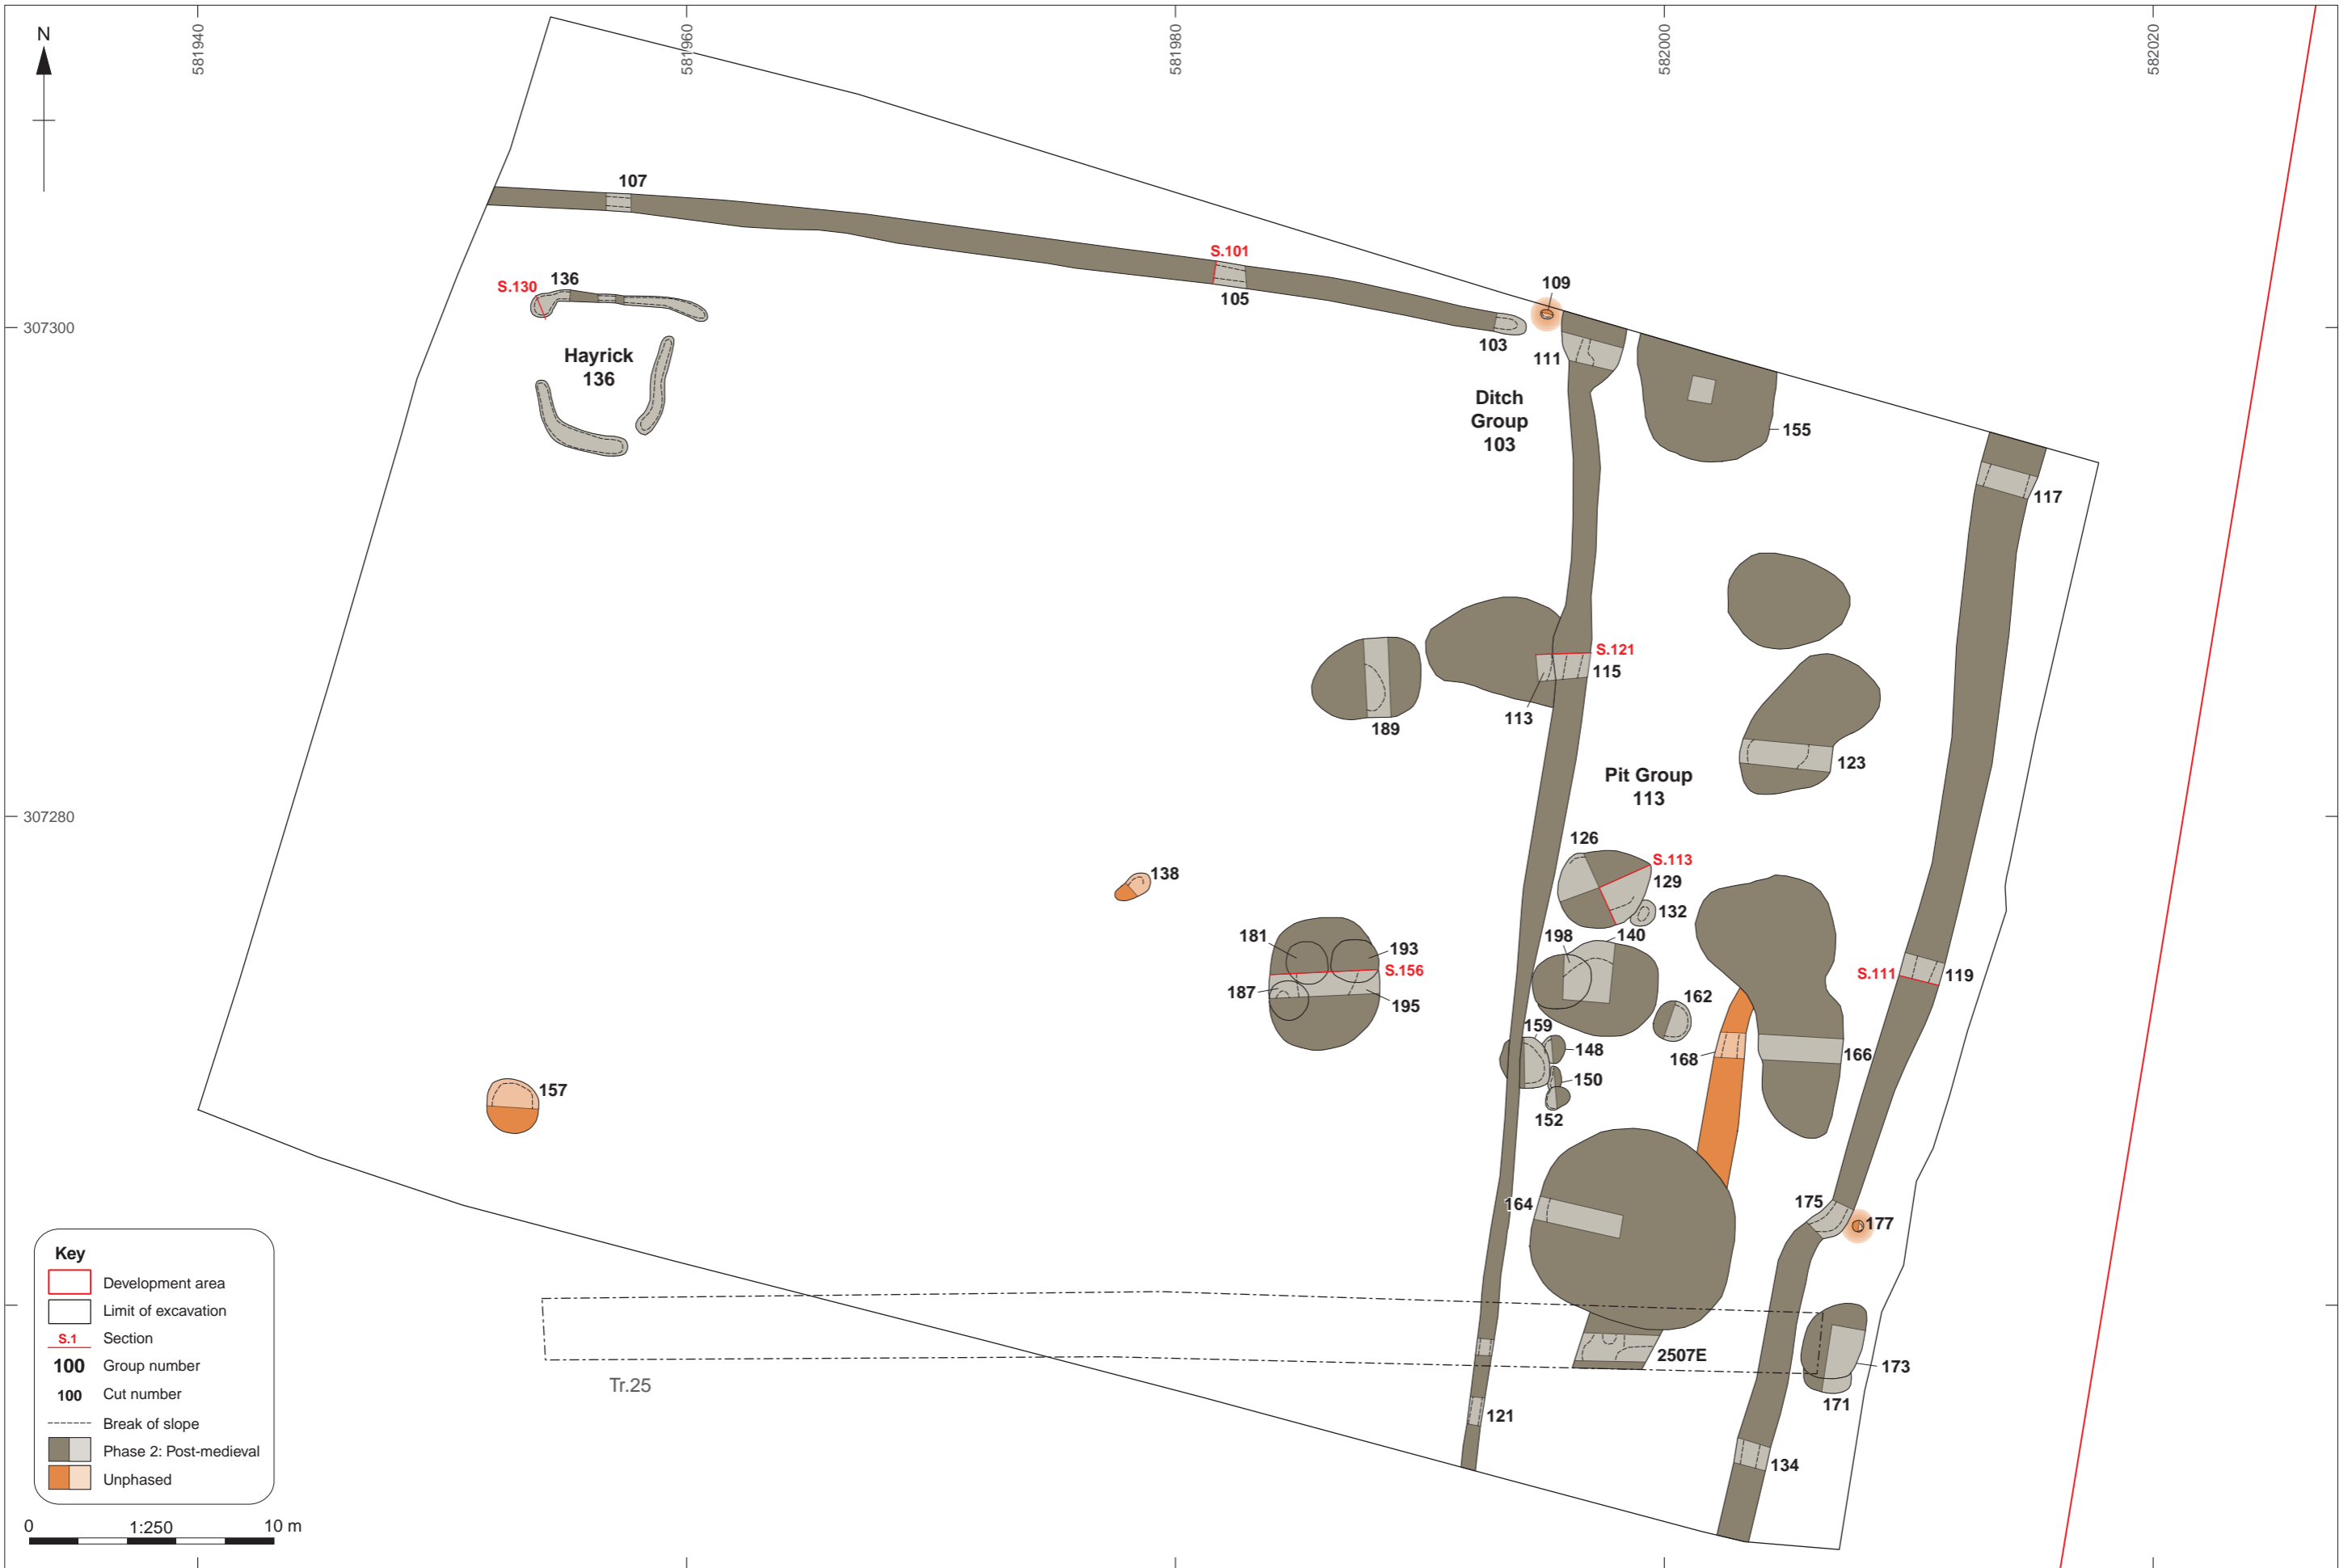 N
581940
581960
581980
582000
582020
107
S.101
105
S.130
136
109
307300
103
111
Hayrick
136
Ditch
Group
103
155
117
S.121
115
113
189
123
Pit Group
113
307280
126
S.113
129
132
138
181
193
S.156
187
195
198
140
162
S.111
119
159
148
168
166
150
152
157
164
175
177
2507E
173
171
Tr.25
121
134
Key
Development area
Limit of excavation
S.1 Section
100 Group number
100 Cut number
Break of slope
Phase 2: Post-medieval
Unphased
0 1:250 10 m